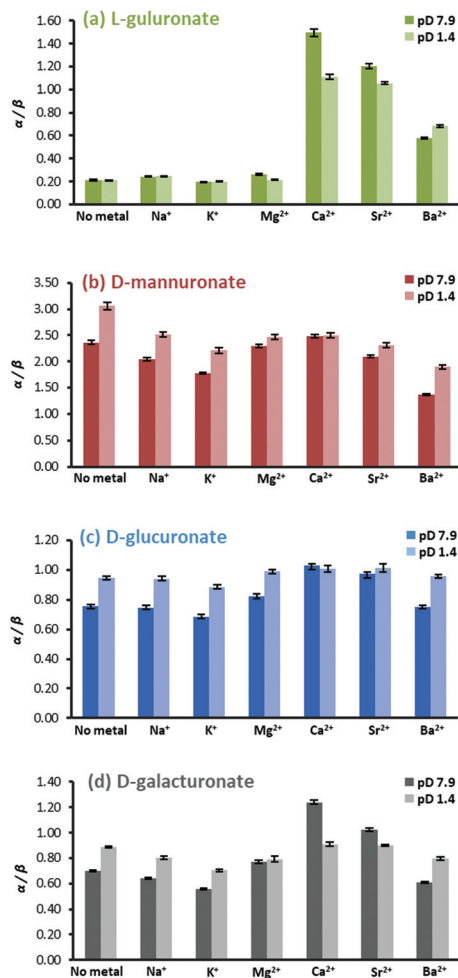 (a) L-guluronate
pD 7.9
pD 1.4
1.60
1.40
1.20
1.00
0.80
0.60
0.40
0.20
0.00
α/β
No metal Na⁺ K⁺ Mg²⁺ Ca²⁺ Sr²⁺ Ba²⁺
(b) D-mannuronate
pD 7.9
pD 1.4
3.50
3.00
2.50
2.00
1.50
1.00
0.50
0.00
α/β
No metal Na⁺ K⁺ Mg²⁺ Ca²⁺ Sr²⁺ Ba²⁺
(c) D-glucuronate
pD 7.9
pD 1.4
1.20
1.00
0.80
0.60
0.40
0.20
0.00
α/β
No metal Na⁺ K⁺ Mg²⁺ Ca²⁺ Sr²⁺ Ba²⁺
(d) D-galacturonate
pD 7.9
pD 1.4
1.40
1.20
1.00
0.80
0.60
0.40
0.20
0.00
α/β
No metal Na⁺ K⁺ Mg²⁺ Ca²⁺ Sr²⁺ Ba²⁺